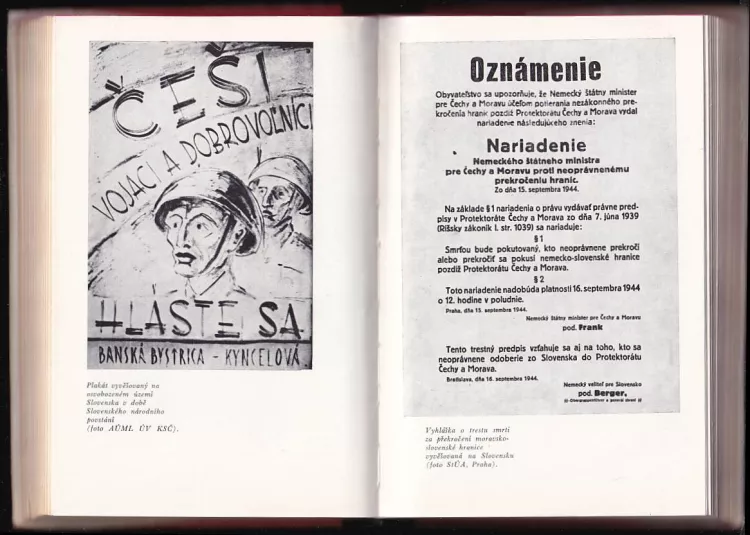 ČEŠI
VOJACI A DOBROVOĽNÍCI
HLÁSTE SA
BANSKÁ BYSTRICA - KYNCELOVÁ
Plakát vyvěšovaný na
osvobozeném území
Slovenska v době
Slovenského národního
povstání
(foto AÚML ÚV KSČ).
Oznámenie
Obyvateľstvo sa upozorňuje, že Nemecký štátny minister
pre Čechy a Moravu účeľom potierania nezákonného pre-
kročenia hraníc pozdiž Protektorátu Čechy a Morava vydal
nariadenie následujúceho znenia:
Nariadenie
Nemeckého štátneho ministra
pre Čechy a Moravu proti neoprávnenému
prekročeniu hraníc.
Zo dňa 15. septembra 1944.
Na základe §1 nariadenia o právu vydávať právne pred-
pisy v Protektoráte Čechy a Morava zo dňa 7. júna 1939
(Ríšsky zákoník I. str. 1039) sa nariaduje:
§ 1
Smrťou bude pokutovaný, kto neoprávnene prekročí
alebo prekročiť sa pokusí nemecko-slovenské hranice
pozdiž Protektorátu Čechy a Morava.
§ 2
Toto nariadenie nadobúda platnosti 16. septembra 1944
o 12. hodine v poludnie.
Praha, dňa 15. septembra 1944.
Nemecký štátny minister pre Čechy a Moravu
pod. Frank
Tento trestný predpis vzťahuje sa aj na toho, kto sa
neoprávnene odoberie zo Slovenska do Protektorátu
Čechy a Morava.
Bratislava, dňa 16. septembra 1944.
Nemecký veliteľ pre Slovensko
pod. Berger,
Vyhláška o trestu smrti
za překročení moravsko-
slovenské hranice
vyvěšovaná na Slovensku
(foto StÚA, Praha).